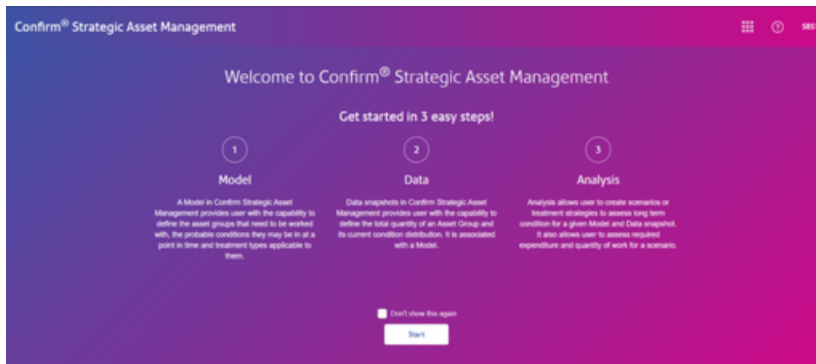 Confirm® Strategic Asset Management
Welcome to Confirm® Strategic Asset Management
Get started in 3 easy steps!
1
2
3
Model
Data
Analysis
A Model in Confirm Strategic Asset
Management provides user with the capability to
define the asset groups that need to be worked
with, the probable conditions they may be in at a
point in time and treatment types applicable to
them.
Data snapshots in Confirm Strategic Asset
Management provides user with the capability to
define the total quantity of an Asset Group and
its current condition distribution. It is associated
with a Model.
Analysis allows user to create scenarios or
treatment strategies to assess long term
condition for a given Model and Data snapshot.
It also allows user to assess required
expenditure and quantity of work for a scenario.
Don't show this again
Start